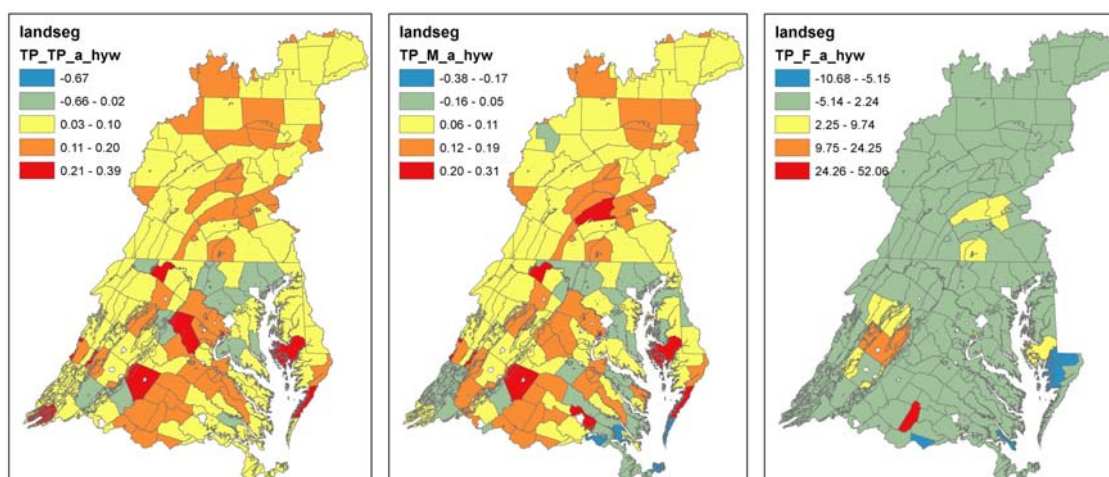 landseg
TP_TP_a_hyw
-0.67
-0.66 - 0.02
0.03 - 0.10
0.11 - 0.20
0.21 - 0.39
landseg
TP_M_a_hyw
-0.38 - -0.17
-0.16 - 0.05
0.06 - 0.11
0.12 - 0.19
0.20 - 0.31
landseg
TP_F_a_hyw
-10.68 - -5.15
-5.14 - 2.24
2.25 - 9.74
9.75 - 24.25
24.26 - 52.06